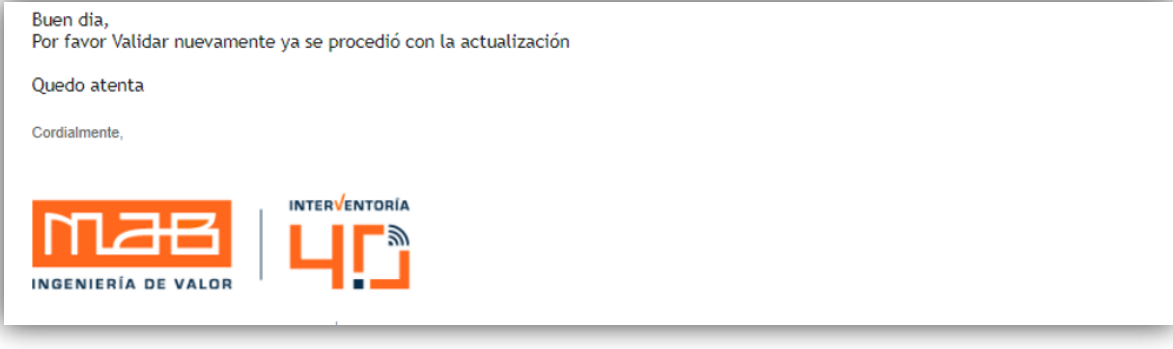 Buen dia,
Por favor Validar nuevamente ya se procedió con la actualización
Quedo atenta
Cordialmente,
mab
INGENIERÍA DE VALOR
INTERVENTORÍA
4.0